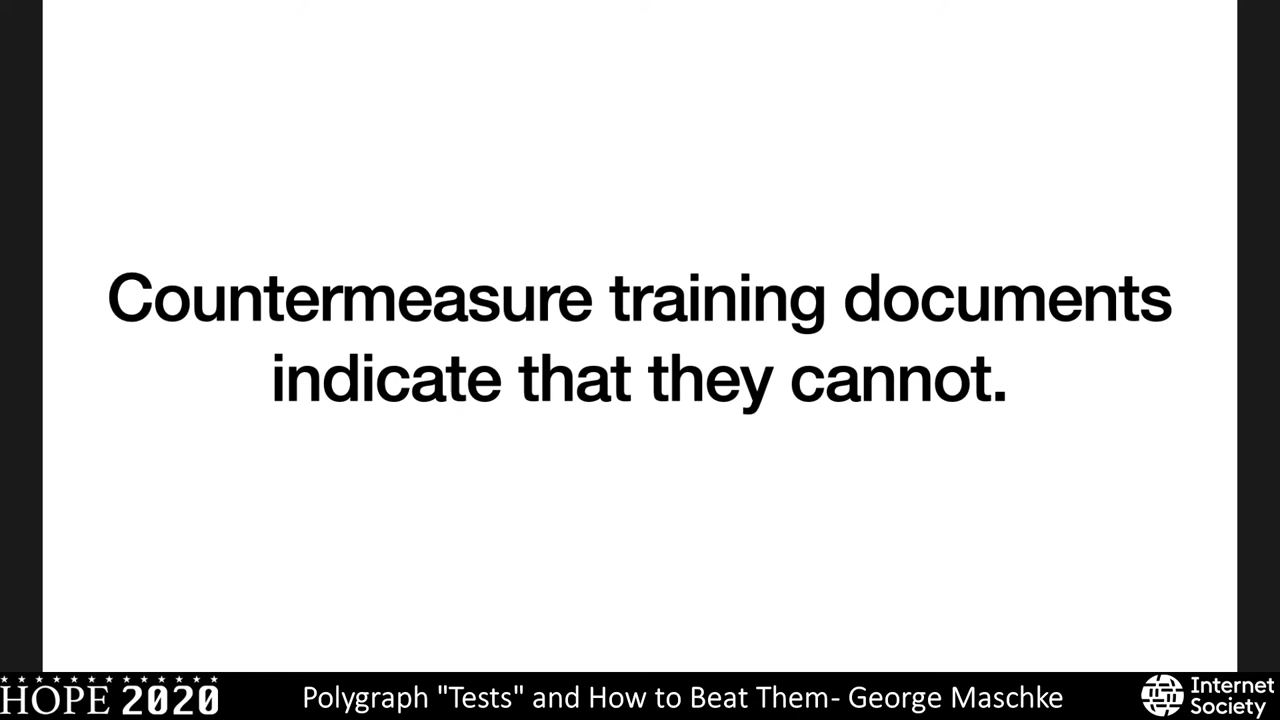 Countermeasure training documents
indicate that they cannot.
HOPE 2020
Polygraph "Tests" and How to Beat Them- George Maschke
Internet
Society